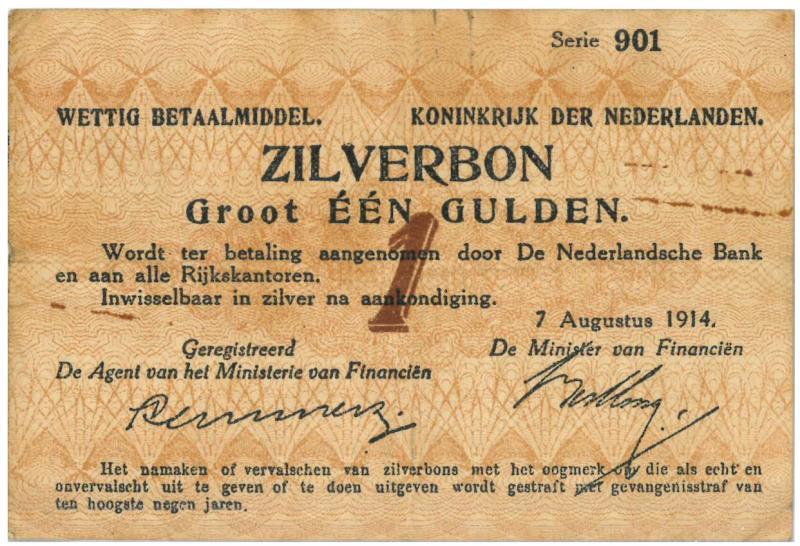 Serie 901
WETTIG BETAALMIDDEL. KONINKRIJK DER NEDERLANDEN.
ZILVERBON
Groot ÉÉN GULDEN.
1
Wordt ter betaling aangenomen door De Nederlandsche Bank
en aan alle Rijkskantoren.
Inwisselbaar in zilver na aankondiging.
7 Augustus 1914.
Geregistreerd De Minister van Financiën
De Agent van het Ministerie van Financiën
Het namaken of vervalschen van zilverbons met het oogmerk om die als echt en
onvervalscht uit te geven of te doen uitgeven wordt gestraft met gevangenisstraf van
ten hoogste negen jaren.